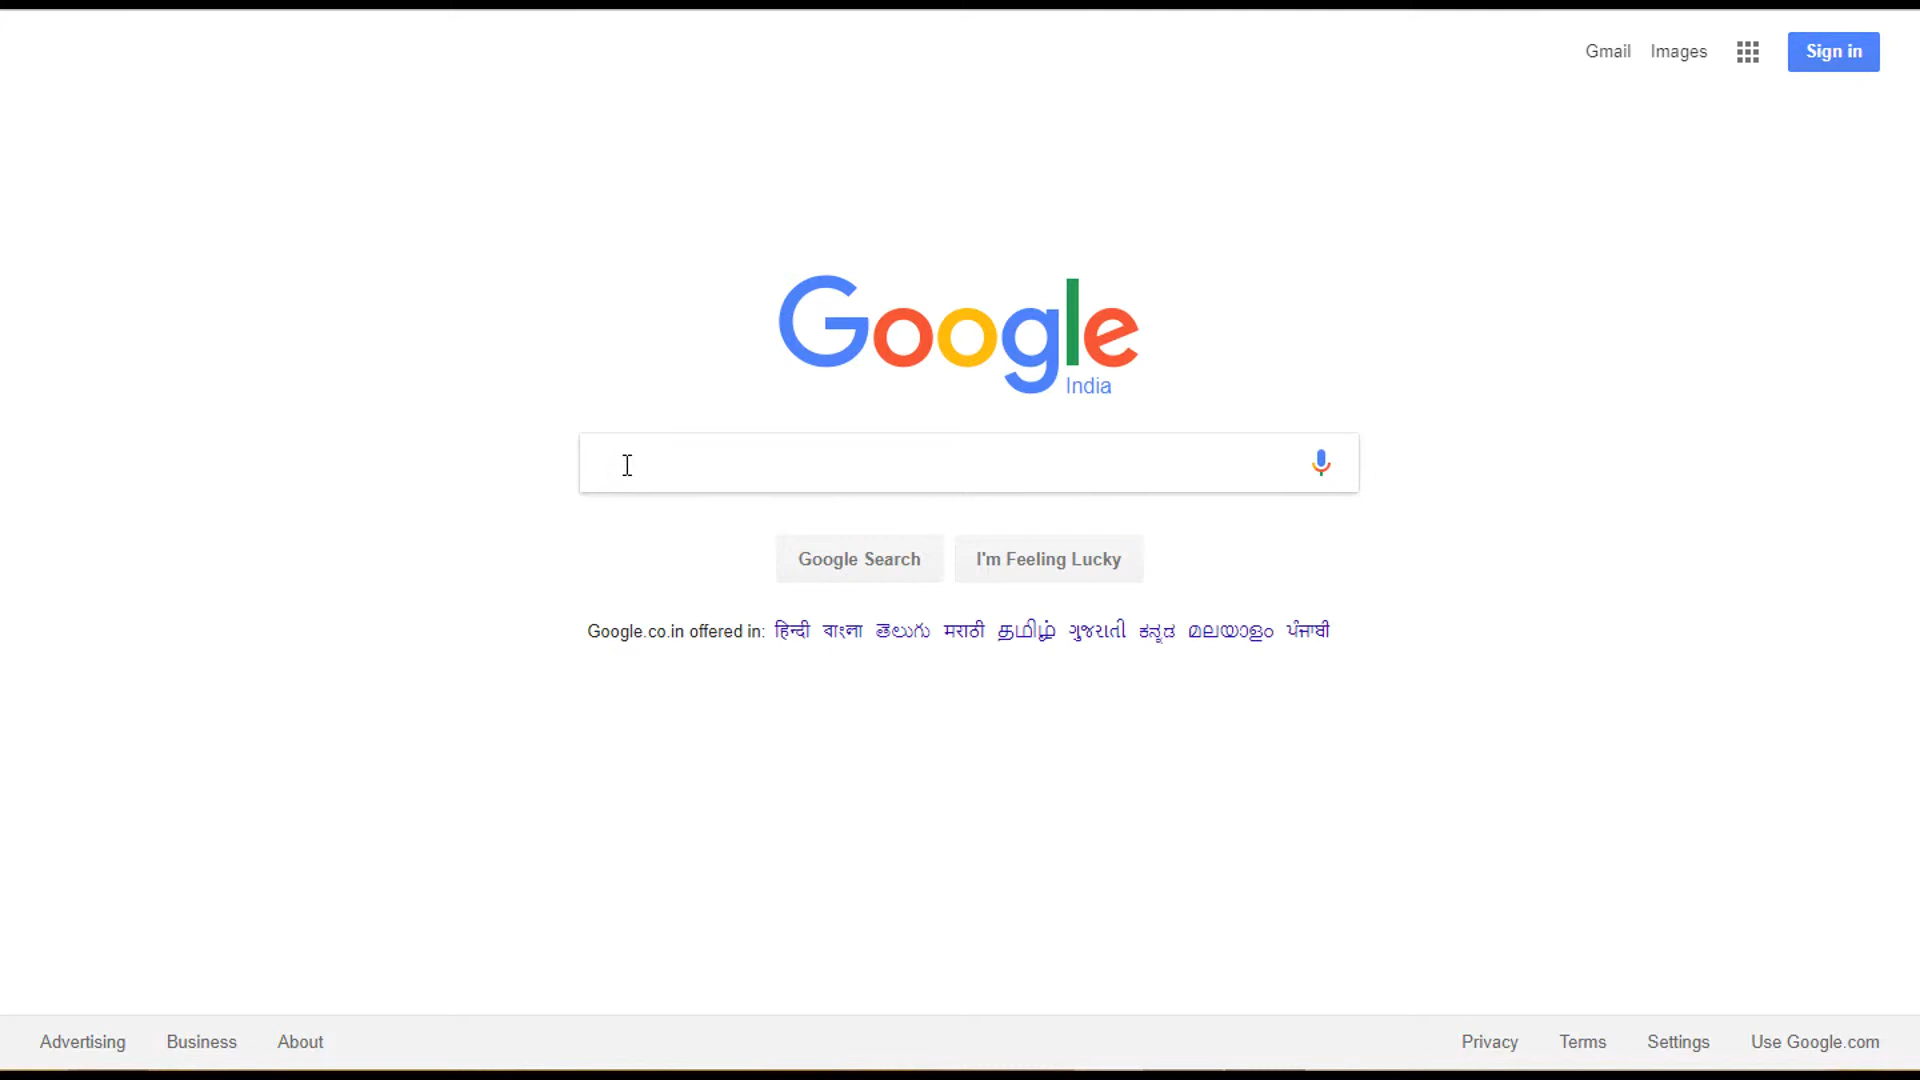 Gmail Images Sign in
Google
India
Google Search I'm Feeling Lucky
Google.co.in offered in: हिन्दी বাংলা తెలుగు मराठी தமிழ் ગુજરાતી ಕನ್ನಡ മലയാളം ਪੰਜਾਬੀ
Advertising Business About Privacy Terms Settings Use Google.com